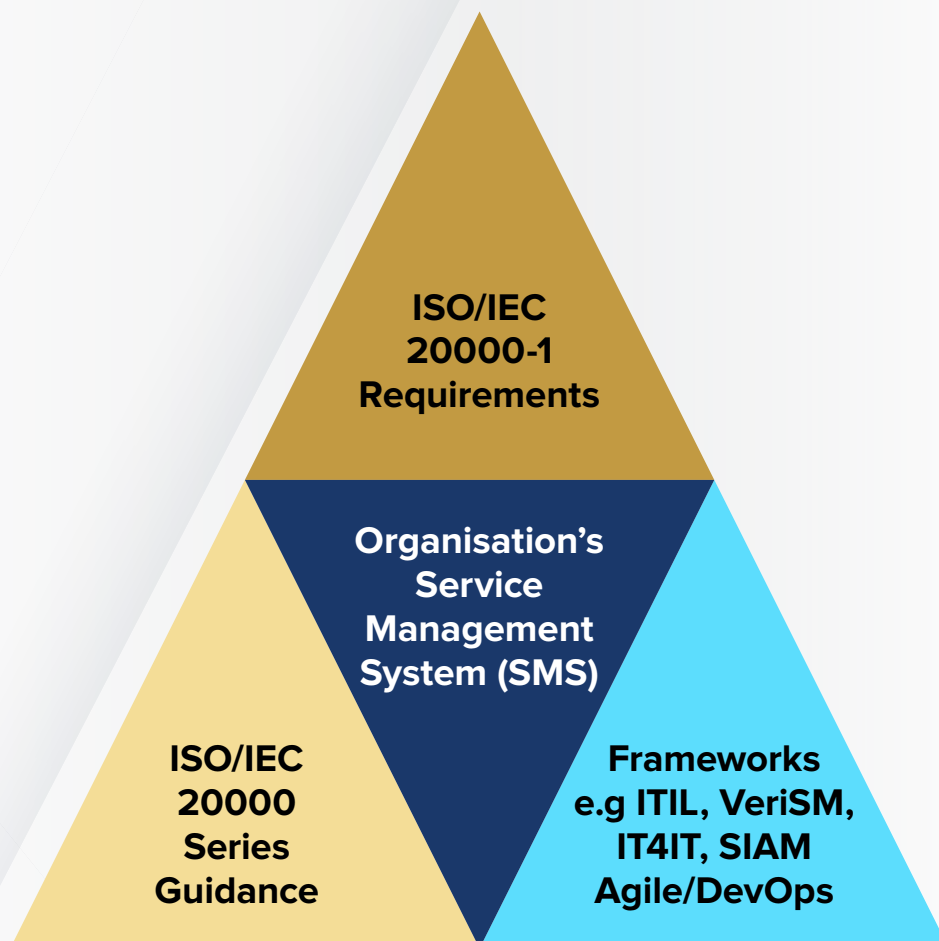 ISO/IEC
20000-1
Requirements
Organisation’s
Service
Management
System (SMS)
ISO/IEC
20000
Series
Guidance
Frameworks
e.g ITIL, VeriSM,
IT4IT, SIAM
Agile/DevOps